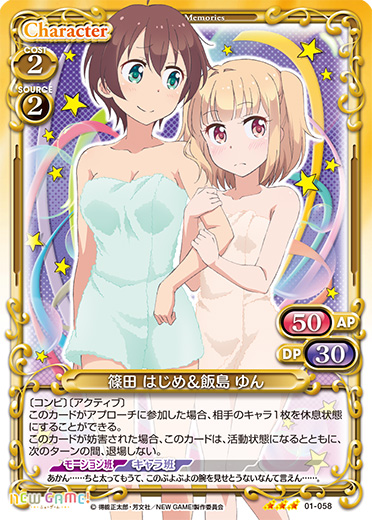 Memories
Character
COST
2
SOURCE
2
50 AP
DP 30
篠田 はじめ&飯島 ゆん
〔コンビ〕〔アクティブ〕
このカードがアプローチに参加した場合、相手のキャラ1枚を休息状態
にすることができる。
このカードが妨害された場合、このカードは、活動状態になるとともに、
次のターンの間、退場しない。
モーション班 キャラ班
あかん……ちと太ってもうて、このぷよぷよの腕を見せとうないなんて言えん……。
NEW GAME!
© 得能正太郎・芳文社/NEW GAME!製作委員会
01-058